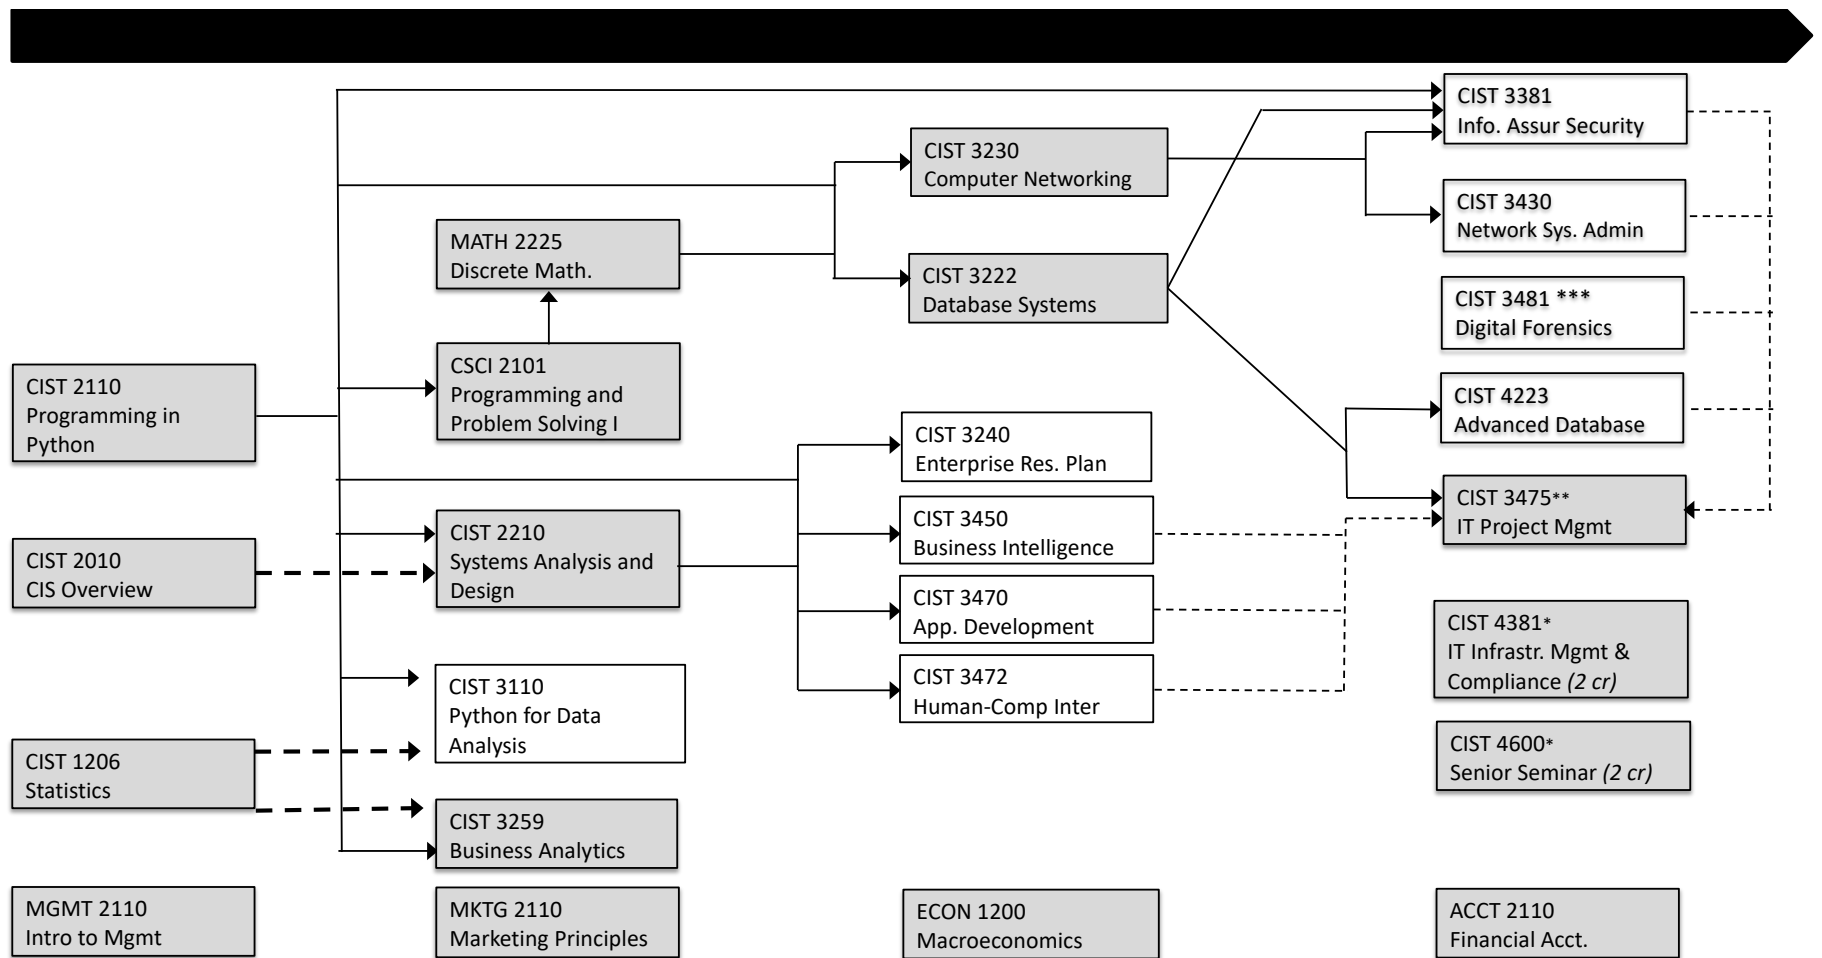 CIST 2110
Programming in
Python
CIST 2010
CIS Overview
CIST 1206
Statistics
MGMT 2110
Intro to Mgmt
MATH 2225
Discrete Math.
CSCI 2101
Programming and
Problem Solving I
CIST 2210
Systems Analysis and
Design
CIST 3110
Python for Data
Analysis
CIST 3259
Business Analytics
MKTG 2110
Marketing Principles
CIST 3230
Computer Networking
CIST 3222
Database Systems
CIST 3240
Enterprise Res. Plan
CIST 3450
Business Intelligence
CIST 3470
App. Development
CIST 3472
Human-Comp Inter
ECON 1200
Macroeconomics
CIST 3381
Info. Assur Security
CIST 3430
Network Sys. Admin
CIST 3481 ***
Digital Forensics
CIST 4223
Advanced Database
CIST 3475**
IT Project Mgmt
CIST 4381*
IT Infrastr. Mgmt &
Compliance (2 cr)
CIST 4600*
Senior Seminar (2 cr)
ACCT 2110
Financial Acct.